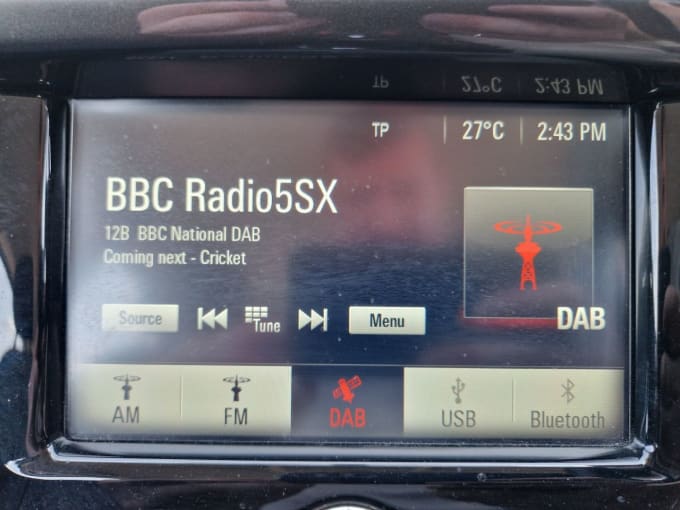 TP 27°C 2:43 PM
BBC Radio5SX
12B BBC National DAB
Coming next - Cricket
DAB
Source Tune Menu
AM FM DAB USB Bluetooth